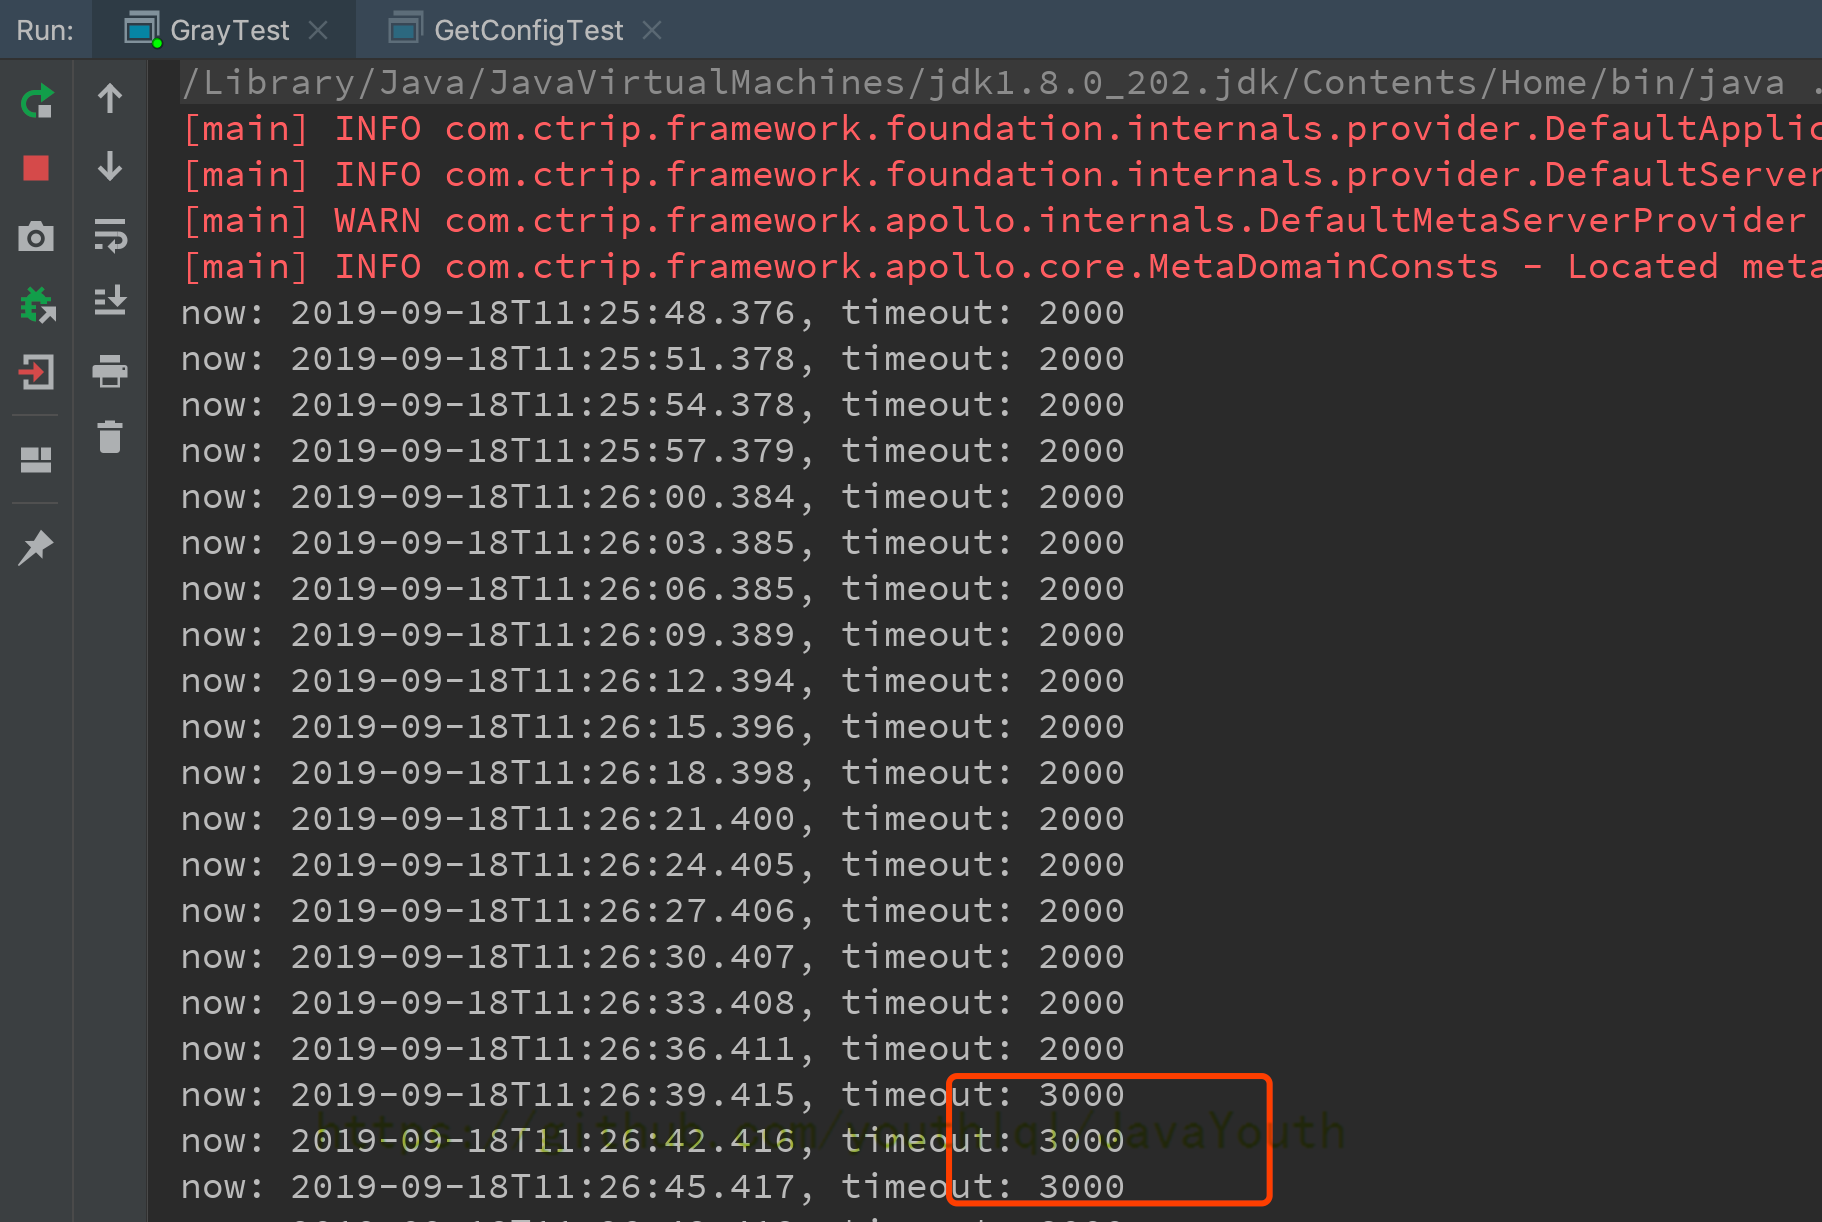 Run: GrayTest GetConfigTest
/Library/Java/JavaVirtualMachines/jdk1.8.0_202.jdk/Contents/Home/bin/java .
[main] INFO com.ctrip.framework.foundation.internals.provider.DefaultApplic
[main] INFO com.ctrip.framework.foundation.internals.provider.DefaultServer
[main] WARN com.ctrip.framework.apollo.internals.DefaultMetaServerProvider
[main] INFO com.ctrip.framework.apollo.core.MetaDomainConsts - Located meta
now: 2019-09-18T11:25:48.376, timeout: 2000
now: 2019-09-18T11:25:51.378, timeout: 2000
now: 2019-09-18T11:25:54.378, timeout: 2000
now: 2019-09-18T11:25:57.379, timeout: 2000
now: 2019-09-18T11:26:00.384, timeout: 2000
now: 2019-09-18T11:26:03.385, timeout: 2000
now: 2019-09-18T11:26:06.385, timeout: 2000
now: 2019-09-18T11:26:09.389, timeout: 2000
now: 2019-09-18T11:26:12.394, timeout: 2000
now: 2019-09-18T11:26:15.396, timeout: 2000
now: 2019-09-18T11:26:18.398, timeout: 2000
now: 2019-09-18T11:26:21.400, timeout: 2000
now: 2019-09-18T11:26:24.405, timeout: 2000
now: 2019-09-18T11:26:27.406, timeout: 2000
now: 2019-09-18T11:26:30.407, timeout: 2000
now: 2019-09-18T11:26:33.408, timeout: 2000
now: 2019-09-18T11:26:36.411, timeout: 2000
now: 2019-09-18T11:26:39.415, timeout: 3000
https://github.com/youthlql/JavaYouth
now: 2019-09-18T11:26:42.416, timeout: 3000
now: 2019-09-18T11:26:45.417, timeout: 3000